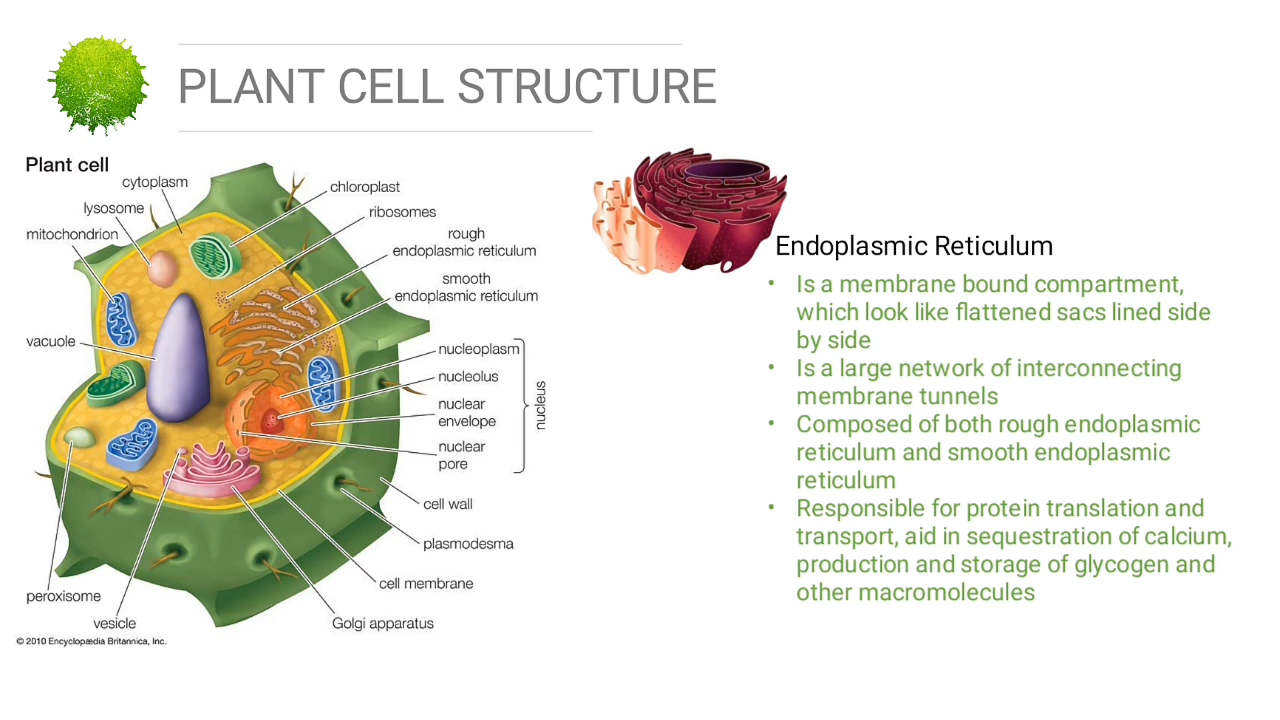 PLANT CELL STRUCTURE
Plant cell
cytoplasm
lysosome
mitochondrion
chloroplast
ribosomes
rough
endoplasmic reticulum
smooth
endoplasmic reticulum
vacuole
nucleoplasm
nucleolus
nuclear
envelope
nuclear
pore
nucleus
cell wall
plasmodesma
cell membrane
Golgi apparatus
peroxisome
vesicle
© 2010 Encyclopædia Britannica, Inc.
Endoplasmic Reticulum
• Is a membrane bound compartment,
which look like flattened sacs lined side
by side
• Is a large network of interconnecting
membrane tunnels
• Composed of both rough endoplasmic
reticulum and smooth endoplasmic
reticulum
• Responsible for protein translation and
transport, aid in sequestration of calcium,
production and storage of glycogen and
other macromolecules